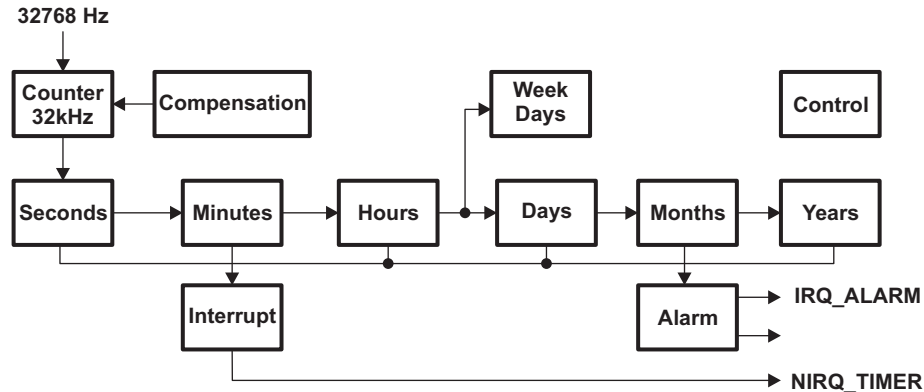 32768 Hz
Counter
32kHz
Compensation
Week
Days
Control
Seconds
Minutes
Hours
Days
Months
Years
Interrupt
Alarm
IRQ_ALARM
NIRQ_TIMER